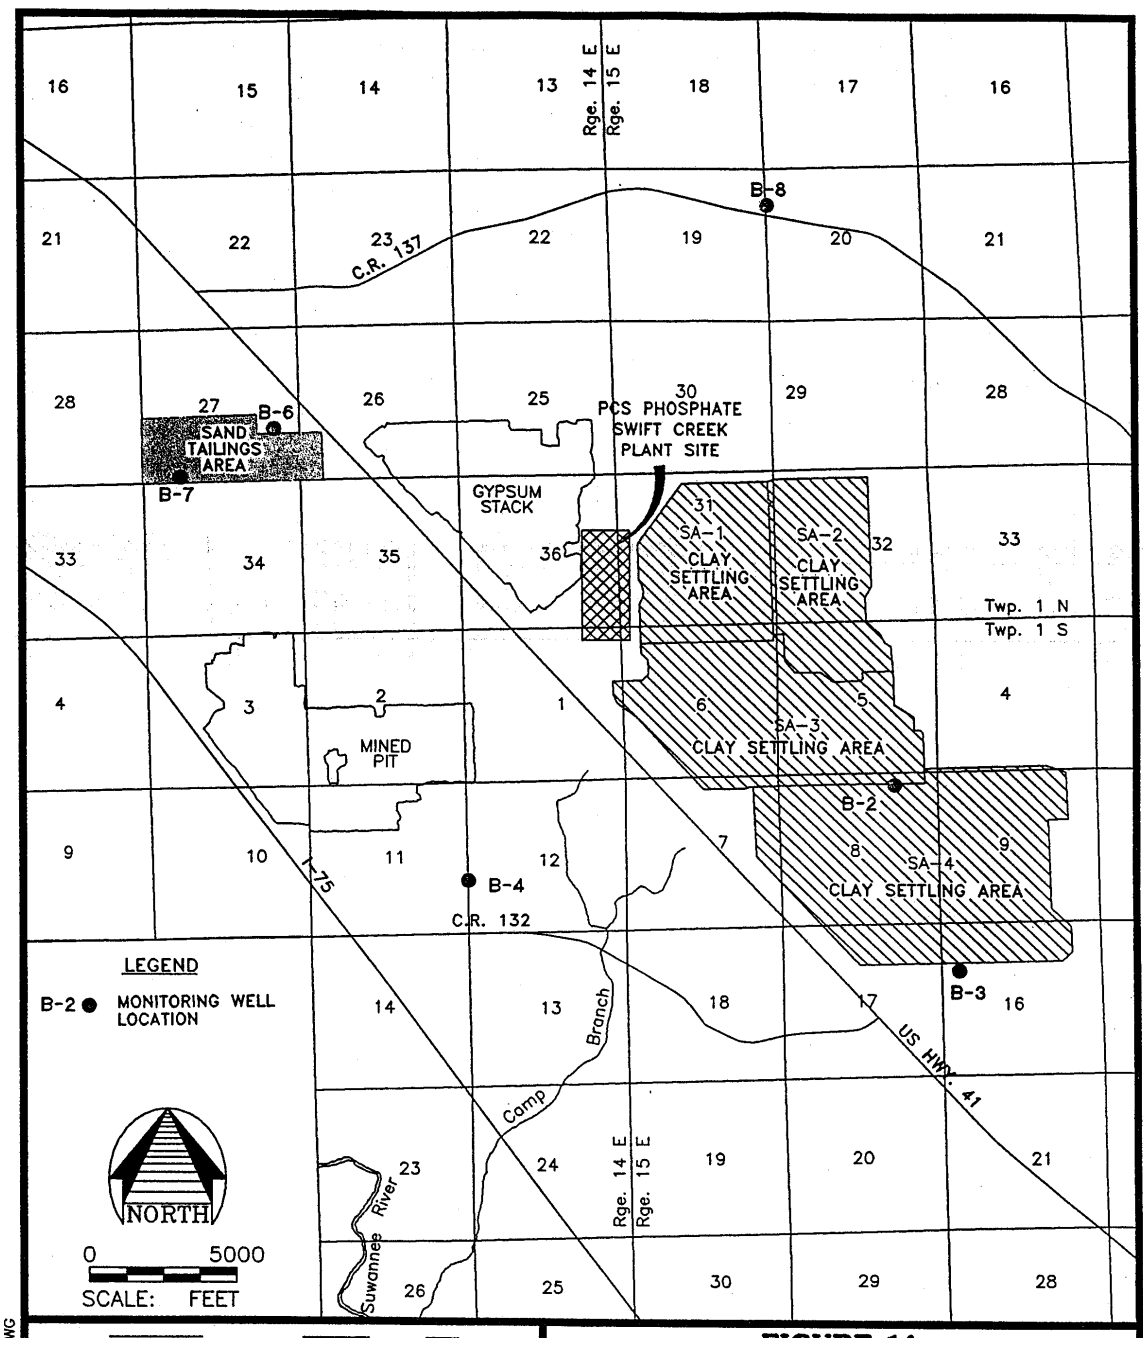 Rge. 14 E
Rge. 15 E
16 15 14 13 18 17 16
B-8
21 22 23 22 19 20 21
C.R. 137
28 27 26 25 30 29 28
PCS PHOSPHATE
SWIFT CREEK
PLANT SITE
B-6
SAND
TAILINGS
AREA
B-7
GYPSUM
STACK
31
SA-1
CLAY
SETTLING
AREA
SA-2
CLAY
SETTLING
AREA
33 34 35 36 32 33
Twp. 1 N
Twp. 1 S
4 3 2 1 6 5 4
MINED
PIT
SA-3
CLAY SETTLING AREA
B-2
9 10 11 12 7 8 9
SA-4
CLAY SETTLING AREA
I-75
B-4
C.R. 132
LEGEND
B-2 MONITORING WELL
LOCATION
B-3
14 13 18 17 16
Branch
US HWY. 41
Camp
Rge. 14 E
Rge. 15 E
23 24 19 20 21
Suwannee River
NORTH
0 5000
SCALE: FEET
26 25 30 29 28
WG